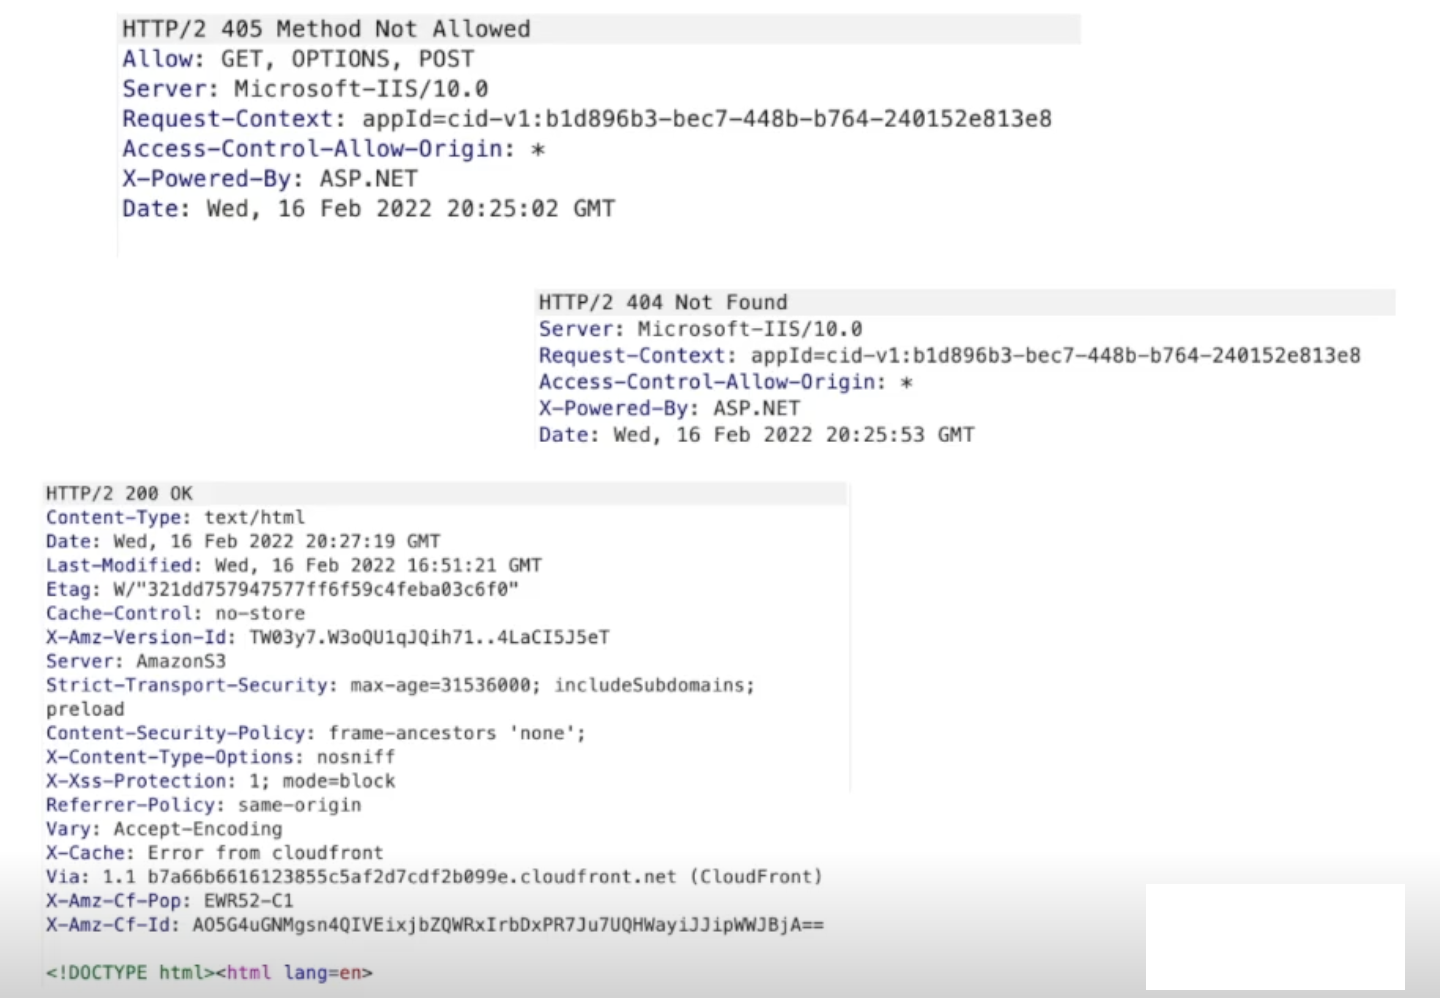 HTTP/2 405 Method Not Allowed
Allow: GET, OPTIONS, POST
Server: Microsoft-IIS/10.0
Request-Context: appId=cid-v1:b1d896b3-bec7-448b-b764-240152e813e8
Access-Control-Allow-Origin: *
X-Powered-By: ASP.NET
Date: Wed, 16 Feb 2022 20:25:02 GMT
HTTP/2 404 Not Found
Server: Microsoft-IIS/10.0
Request-Context: appId=cid-v1:b1d896b3-bec7-448b-b764-240152e813e8
Access-Control-Allow-Origin: *
X-Powered-By: ASP.NET
Date: Wed, 16 Feb 2022 20:25:53 GMT
HTTP/2 200 OK
Content-Type: text/html
Date: Wed, 16 Feb 2022 20:27:19 GMT
Last-Modified: Wed, 16 Feb 2022 16:51:21 GMT
Etag: W/"321dd757947577ff6f59c4feba03c6f0"
Cache-Control: no-store
X-Amz-Version-Id: TW03y7.W3oQU1qJQih71..4LaCI5J5eT
Server: AmazonS3
Strict-Transport-Security: max-age=31536000; includeSubdomains;
preload
Content-Security-Policy: frame-ancestors 'none';
X-Content-Type-Options: nosniff
X-Xss-Protection: 1; mode=block
Referrer-Policy: same-origin
Vary: Accept-Encoding
X-Cache: Error from cloudfront
Via: 1.1 b7a66b6616123855c5af2d7cdf2b099e.cloudfront.net (CloudFront)
X-Amz-Cf-Pop: EWR52-C1
X-Amz-Cf-Id: AO5G4uGNMgsn4QIVEixjbZQWRxIrbDxPR7Ju7UQHWayiJJipWWJBjA==
<!DOCTYPE html><html lang=en>